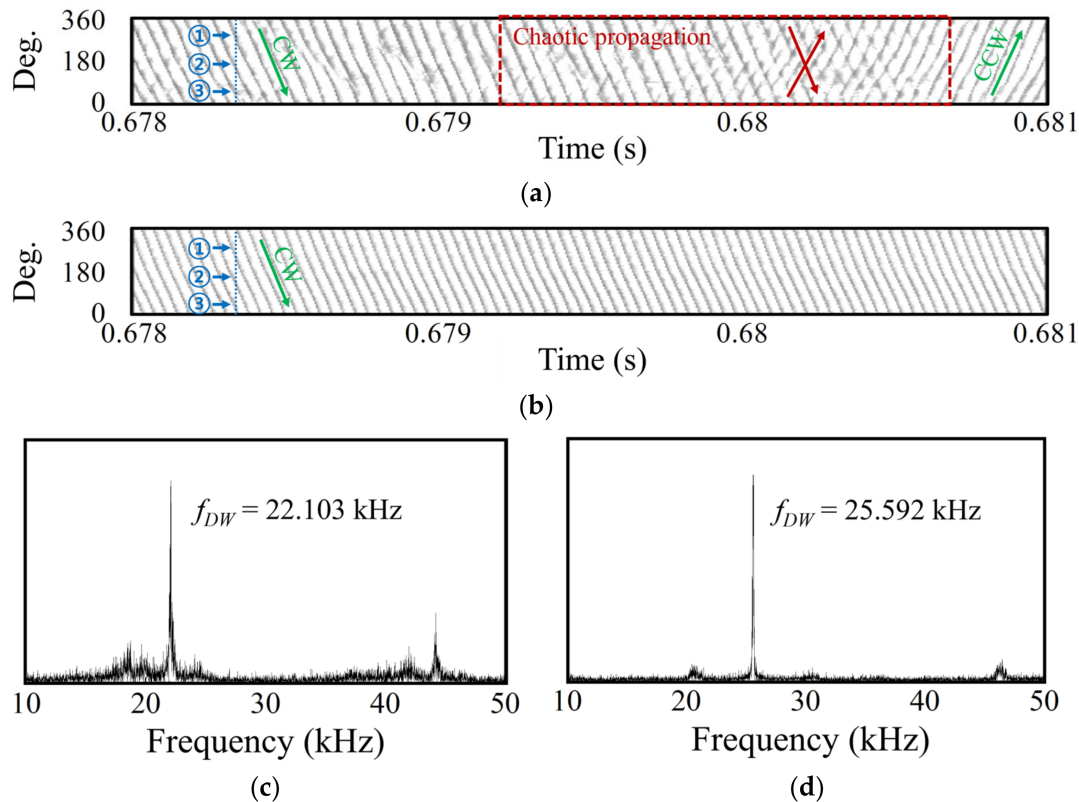 360
180
0
Deg.
① ② ③
CW
Chaotic propagation
CCW
0.678 0.679 0.68 0.681
Time (s)
(a)
360
180
0
Deg.
① ② ③
CW
0.678 0.679 0.68 0.681
Time (s)
(b)
f_DW = 22.103 kHz
10 20 30 40 50
Frequency (kHz)
(c)
f_DW = 25.592 kHz
10 20 30 40 50
Frequency (kHz)
(d)